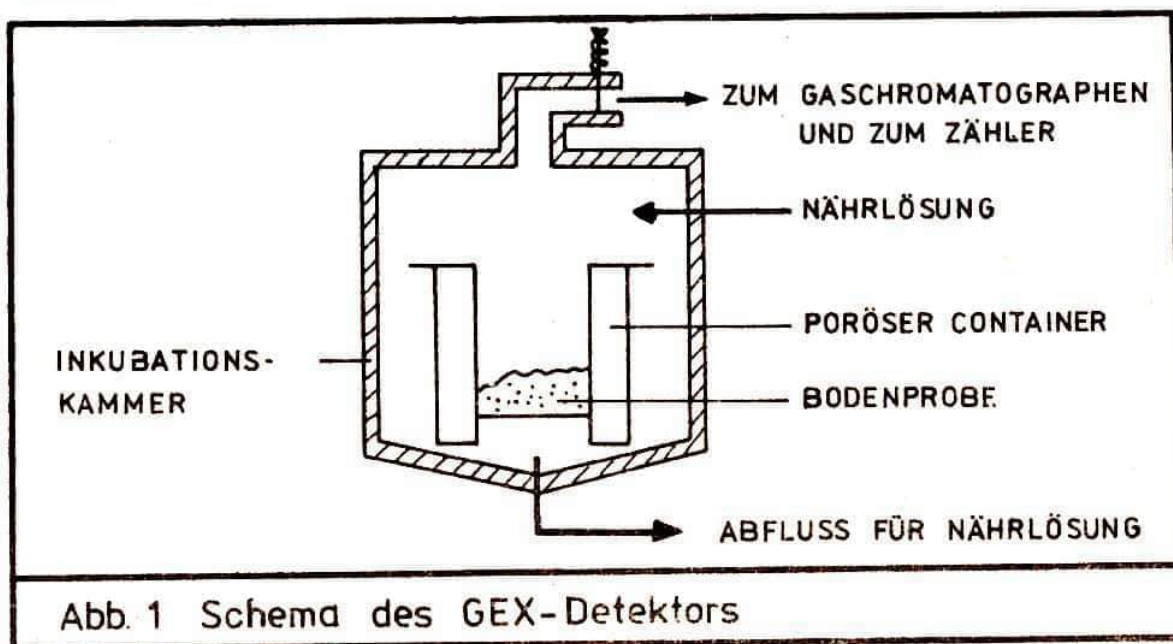 ZUM GASCHROMATOGRAPHEN
UND ZUM ZÄHLER
NÄHRLÖSUNG
PORÖSER CONTAINER
INKUBATIONS-
KAMMER
BODENPROBE
ABFLUSS FÜR NÄHRLÖSUNG
Abb. 1 Schema des GEX-Detektors